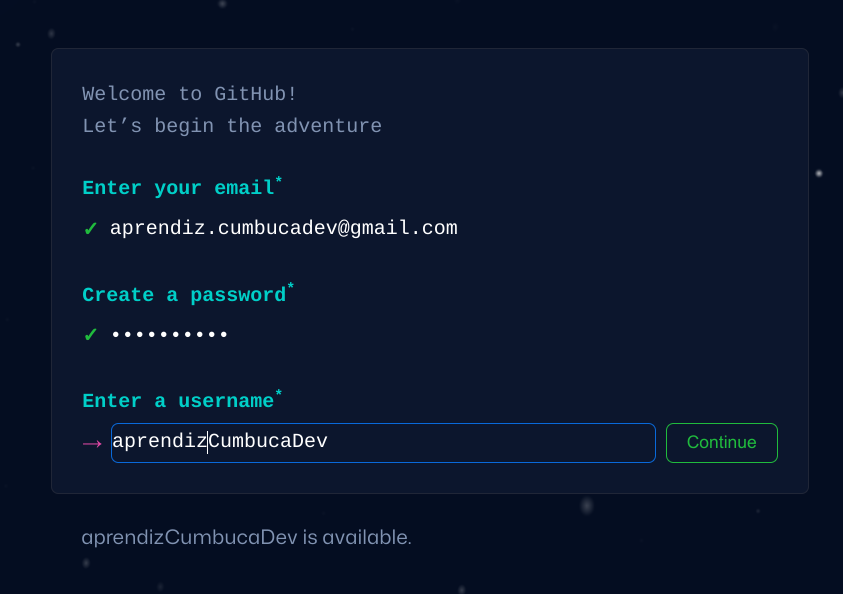 Welcome to GitHub!
Let’s begin the adventure
Enter your email*
✓ aprendiz.cumbucadev@gmail.com
Create a password*
✓ ••••••••••
Enter a username*
→ aprendizCumbucaDev
Continue
aprendizCumbucaDev is available.